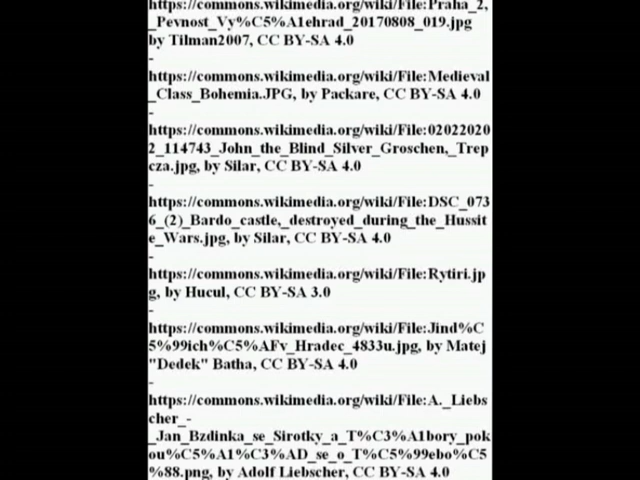 https://commons.wikimedia.org/wiki/File:Praha_2,
_Pevnost_Vy%C5%A1ehrad_20170808_019.jpg
by Tilman2007, CC BY-SA 4.0
-
https://commons.wikimedia.org/wiki/File:Medieval
_Class_Bohemia.JPG, by Packare, CC BY-SA 4.0
-
https://commons.wikimedia.org/wiki/File:02022020
2_114743_John_the_Blind_Silver_Groschen,_Trep
cza.jpg, by Silar, CC BY-SA 4.0
-
https://commons.wikimedia.org/wiki/File:DSC_073
6_(2)_Bardo_castle,_destroyed_during_the_Hussit
e_Wars.jpg, by Silar, CC BY-SA 4.0
-
https://commons.wikimedia.org/wiki/File:Rytiri.jp
g, by Hucul, CC BY-SA 3.0
-
https://commons.wikimedia.org/wiki/File:Jind%C
5%99ich%C5%AFv_Hradec_4833u.jpg, by Matej
"Dedek" Batha, CC BY-SA 4.0
-
https://commons.wikimedia.org/wiki/File:A._Liebs
cher_-
_Jan_Bzdinka_se_Sirotky_a_T%C3%A1bory_pok
ou%C5%A1%C3%AD_se_o_T%C5%99ebo%C5
%88.png, by Adolf Liebscher, CC BY-SA 4.0